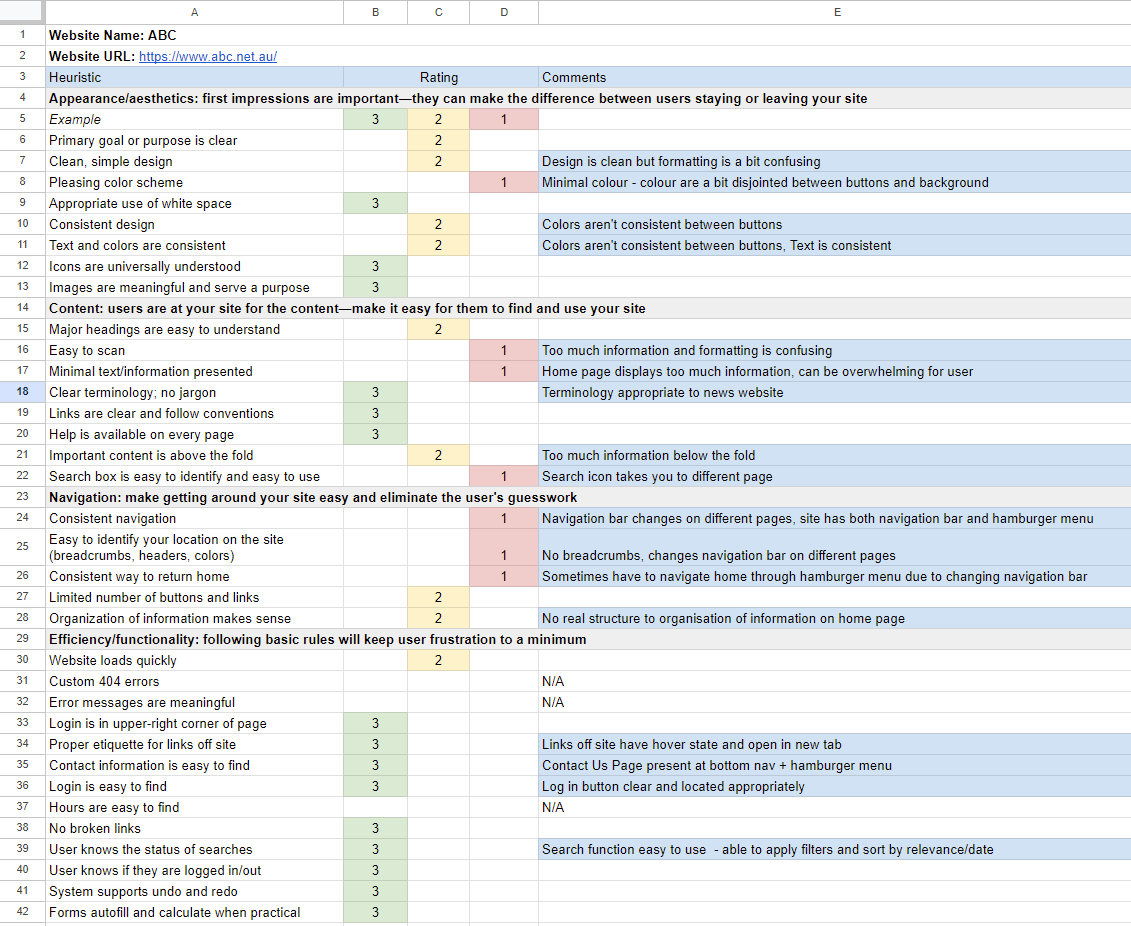 A B C D E
1 Website Name: ABC
2 Website URL: https://www.abc.net.au/
3 Heuristic Rating Comments
4 Appearance/aesthetics: first impressions are important—they can make the difference between users staying or leaving your site
5 Example 3 2 1
6 Primary goal or purpose is clear 2
7 Clean, simple design 2 Design is clean but formatting is a bit confusing
8 Pleasing color scheme 1 Minimal colour - colour are a bit disjointed between buttons and background
9 Appropriate use of white space 3
10 Consistent design 2 Colors aren't consistent between buttons
11 Text and colors are consistent 2 Colors aren't consistent between buttons, Text is consistent
12 Icons are universally understood 3
13 Images are meaningful and serve a purpose 3
14 Content: users are at your site for the content—make it easy for them to find and use your site
15 Major headings are easy to understand 2
16 Easy to scan 1 Too much information and formatting is confusing
17 Minimal text/information presented 1 Home page displays too much information, can be overwhelming for user
18 Clear terminology; no jargon 3 Terminology appropriate to news website
19 Links are clear and follow conventions 3
20 Help is available on every page 3
21 Important content is above the fold 2 Too much information below the fold
22 Search box is easy to identify and easy to use 1 Search icon takes you to different page
23 Navigation: make getting around your site easy and eliminate the user's guesswork
24 Consistent navigation 1 Navigation bar changes on different pages, site has both navigation bar and hamburger menu
25 Easy to identify your location on the site
(breadcrumbs, headers, colors) 1 No breadcrumbs, changes navigation bar on different pages
26 Consistent way to return home 1 Sometimes have to navigate home through hamburger menu due to changing navigation bar
27 Limited number of buttons and links 2
28 Organization of information makes sense 2 No real structure to organisation of information on home page
29 Efficiency/functionality: following basic rules will keep user frustration to a minimum
30 Website loads quickly 2
31 Custom 404 errors N/A
32 Error messages are meaningful N/A
33 Login is in upper-right corner of page 3
34 Proper etiquette for links off site 3 Links off site have hover state and open in new tab
35 Contact information is easy to find 3 Contact Us Page present at bottom nav + hamburger menu
36 Login is easy to find 3 Log in button clear and located appropriately
37 Hours are easy to find N/A
38 No broken links 3
39 User knows the status of searches 3 Search function easy to use - able to apply filters and sort by relevance/date
40 User knows if they are logged in/out 3
41 System supports undo and redo 3
42 Forms autofill and calculate when practical 3